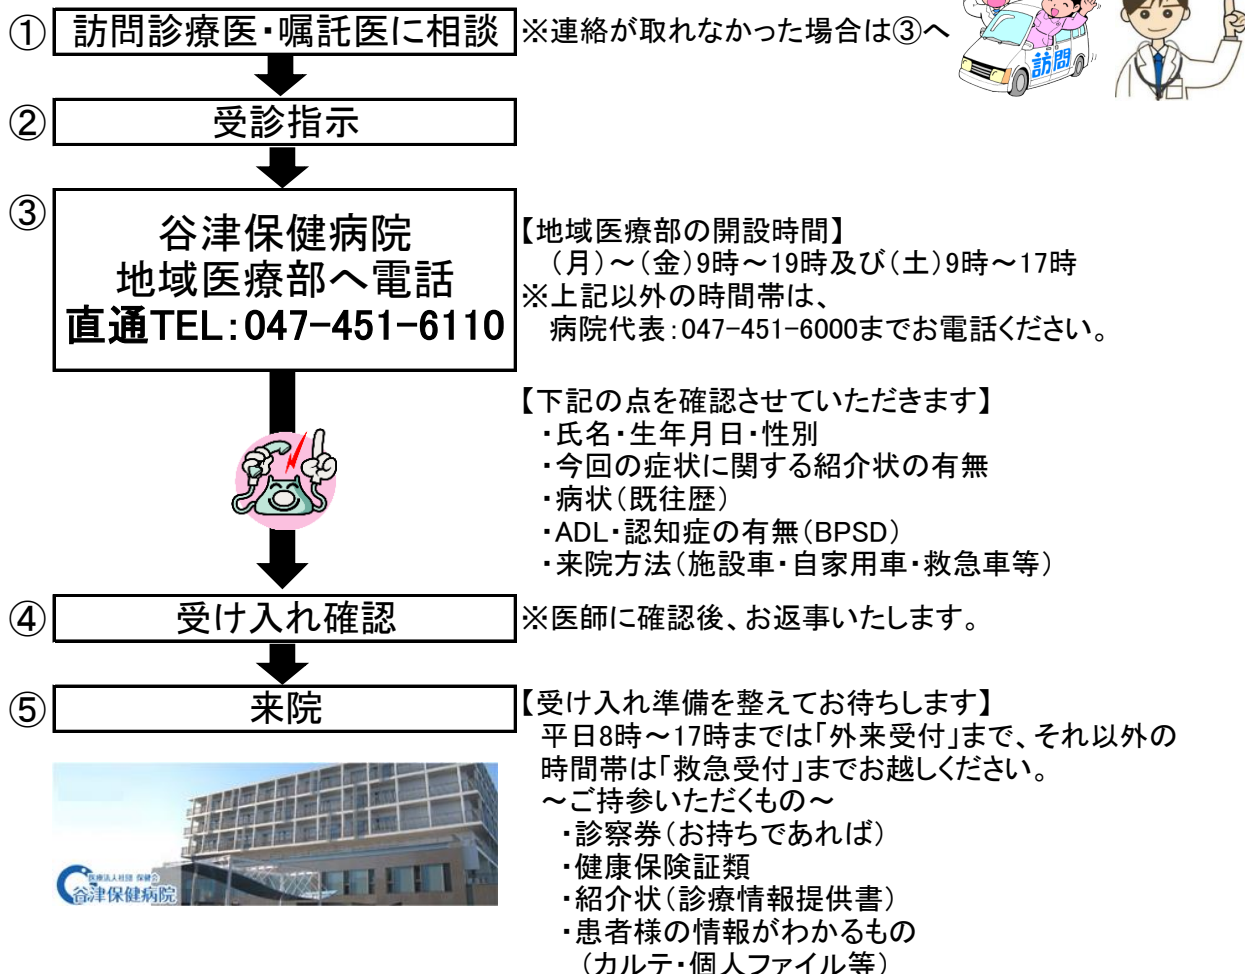 ① 訪問診療医・嘱託医に相談 ※連絡が取れなかった場合は③へ
訪問
② 受診指示
③ 谷津保健病院
地域医療部へ電話
直通TEL:047-451-6110
【地域医療部の開設時間】
(月)~(金)9時~19時及び(土)9時~17時
※上記以外の時間帯は、
病院代表:047-451-6000までお電話ください。
【下記の点を確認させていただきます】
・氏名・生年月日・性別
・今回の症状に関する紹介状の有無
・病状(既往歴)
・ADL・認知症の有無(BPSD)
・来院方法(施設車・自家用車・救急車等)
④ 受け入れ確認 ※医師に確認後、お返事いたします。
⑤ 来院
【受け入れ準備を整えてお待ちします】
平日8時~17時までは「外来受付」まで、それ以外の
時間帯は「救急受付」までお越しください。
~ご持参いただくもの~
・診察券(お持ちであれば)
・健康保険証類
・紹介状(診療情報提供書)
・患者様の情報がわかるもの
(カルテ・個人ファイル等)
医療法人社団 保健会
谷津保健病院